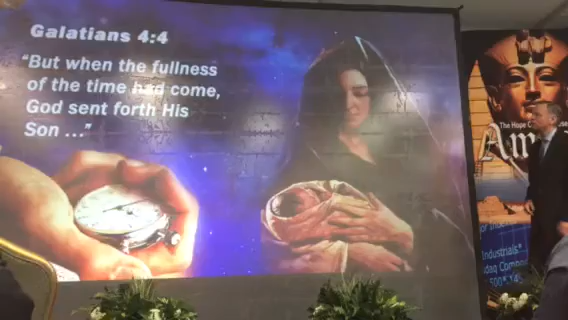 Galatians 4:4
"But when the fullness
of the time had come,
God sent forth His
Son ..."
The Hope
Am
Industrials*
500*